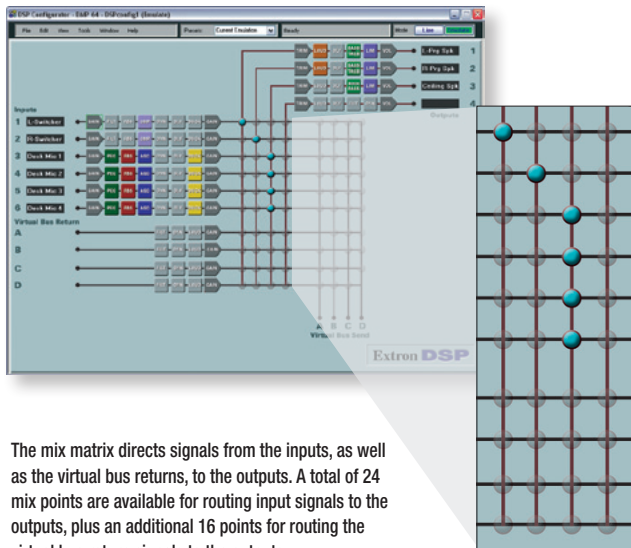 DSP Configurator - DMP 64 - DSPconfig1 (Emulate)
File Edit View Tools Window Help
Presets: Current Emulation
Ready
Mode Live Emulate
L-Prg Spk 1
R-Prg Spk 2
Ceiling Spk 3
4
Outputs
Inputs
1 L-Switcher
2 R-Switcher
3 Desk Mic 1
4 Desk Mic 2
5 Desk Mic 3
6 Desk Mic 4
Virtual Bus Return
A
B
C
D
A B C D
Virtual Bus Send
Extron DSP
The mix matrix directs signals from the inputs, as well
as the virtual bus returns, to the outputs. A total of 24
mix points are available for routing input signals to the
outputs, plus an additional 16 points for routing the